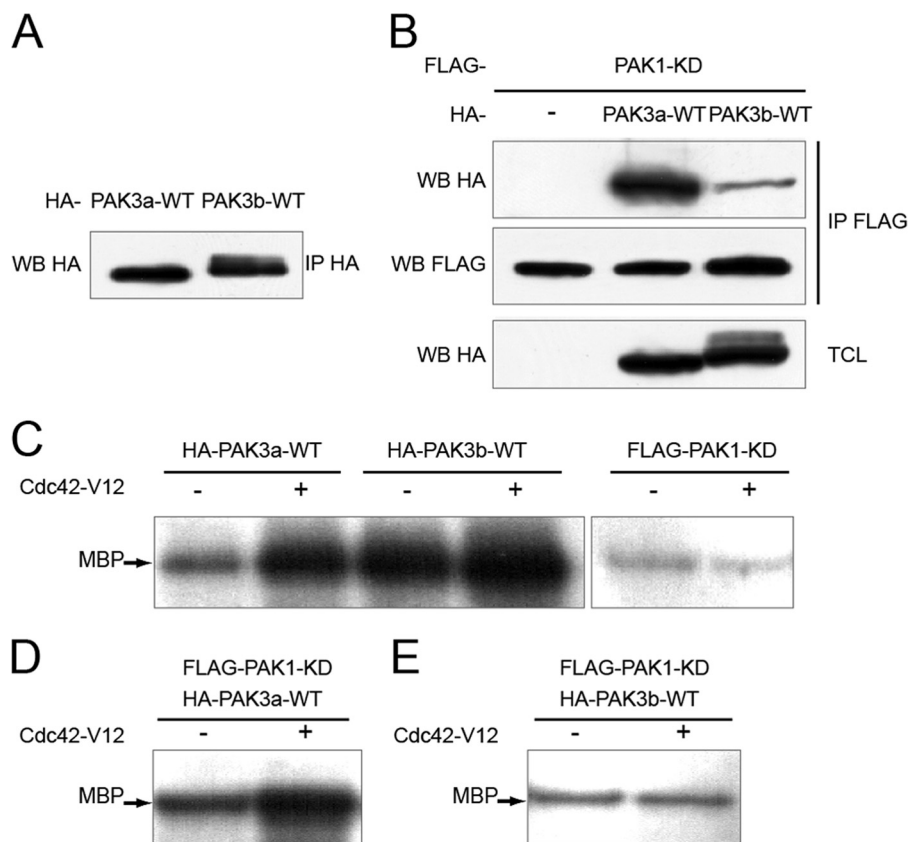 A
HA- PAK3a-WT PAK3b-WT
WB HA
IP HA
B
FLAG- PAK1-KD
HA- - PAK3a-WT PAK3b-WT
WB HA
WB FLAG
IP FLAG
WB HA
TCL
C
HA-PAK3a-WT HA-PAK3b-WT FLAG-PAK1-KD
Cdc42-V12 - + - + - +
MBP
D
FLAG-PAK1-KD
HA-PAK3a-WT
Cdc42-V12 - +
MBP
E
FLAG-PAK1-KD
HA-PAK3b-WT
Cdc42-V12 - +
MBP